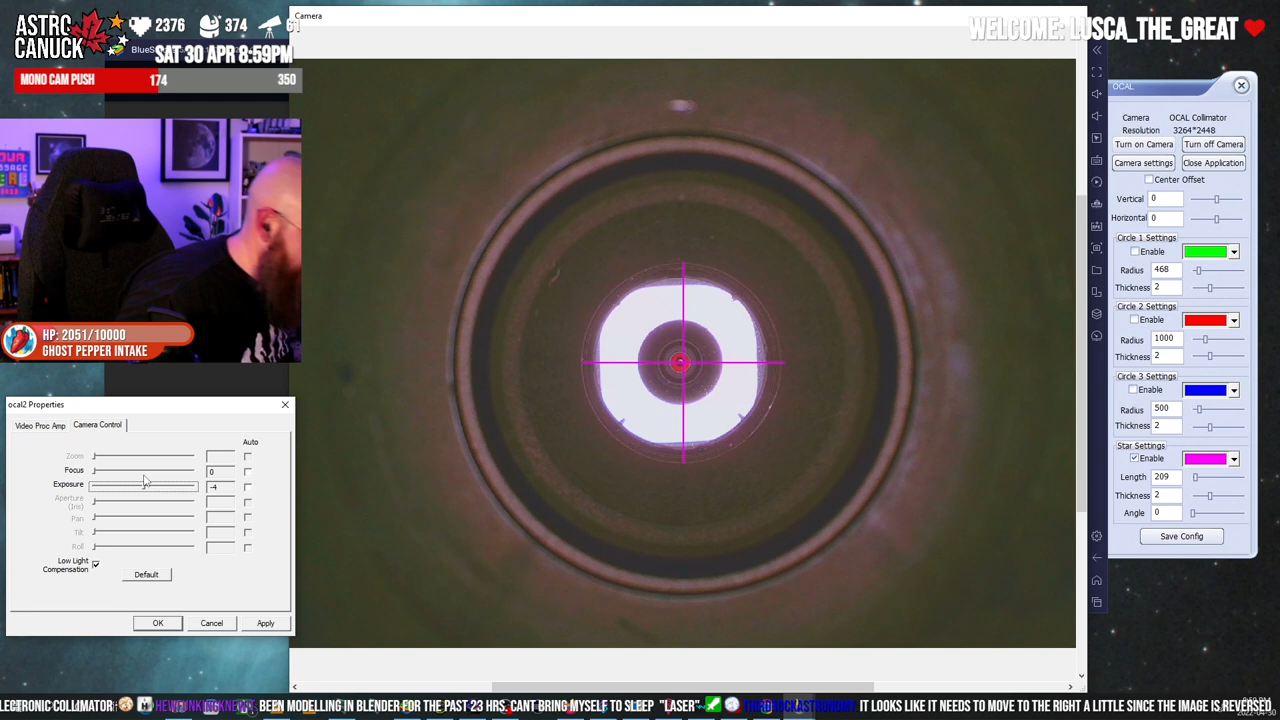 ASTRO
CANUCK
2376
374
61
Camera
WELCOME: LUSCA_THE_GREAT
BlueS
SAT 30 APR 8:59PM
MONO CAM PUSH 174 350
HP: 2051/10000
GHOST PEPPER INTAKE
ocal2 Properties
Video Proc Amp
Camera Control
Auto
Zoom
Focus 0
Exposure -4
Aperture
(Iris)
Pan
Tilt
Roll
Low Light
Compensation
Default
OK
Cancel
Apply
OCAL
Camera OCAL Collimator
Resolution 3264*2448
Turn on Camera
Turn off Camera
Camera settings
Close Application
Center Offset
Vertical 0
Horizontal 0
Circle 1 Settings
Enable
Radius 468
Thickness 2
Circle 2 Settings
Enable
Radius 1000
Thickness 2
Circle 3 Settings
Enable
Radius 500
Thickness 2
Star Settings
Enable
Length 209
Thickness 2
Angle 0
Save Config
LECTRONIC COLLIMATOR BEEN MODELLING IN BLENDER FOR THE PAST 23 HRS, CANT BRING MYSELF TO SLEEP "LASER" IT LOOKS LIKE IT NEEDS TO MOVE TO THE RIGHT A LITTLE SINCE THE IMAGE IS REVERSED
2022-04-30